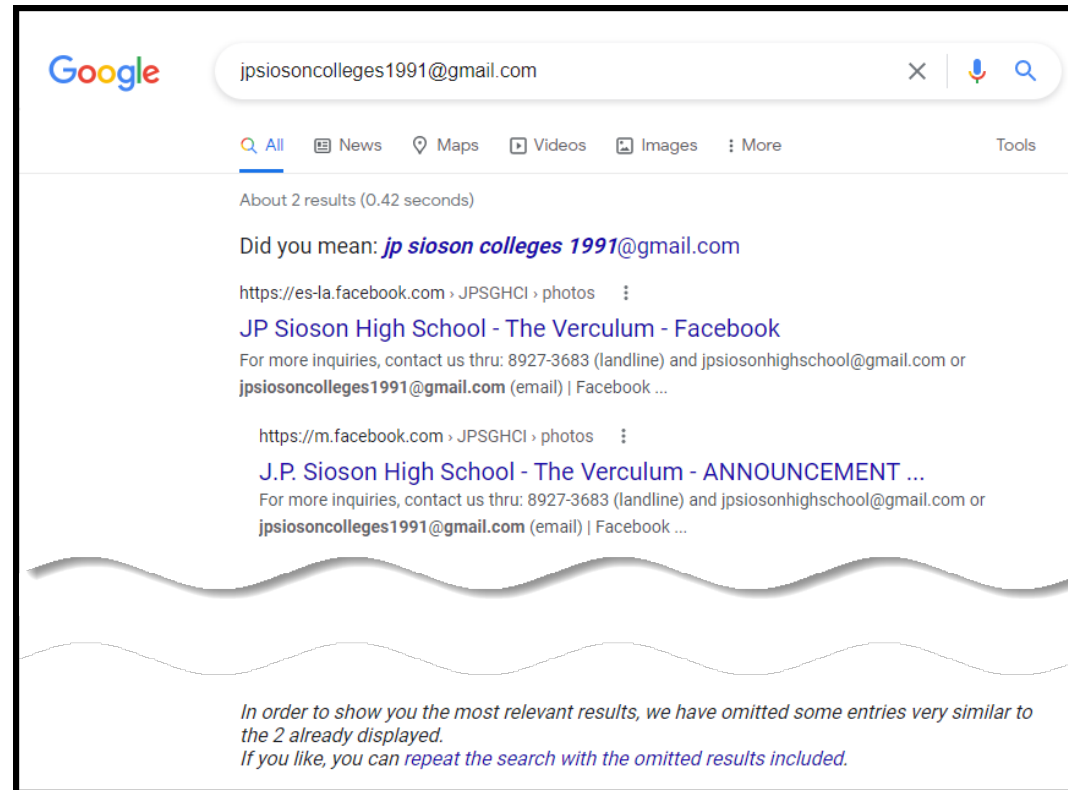 Google
jpsiosoncolleges1991@gmail.com
All News Maps Videos Images More Tools
About 2 results (0.42 seconds)
Did you mean: jp sioson colleges 1991@gmail.com
https://es-la.facebook.com › JPSGHCI › photos
JP Sioson High School - The Verculum - Facebook
For more inquiries, contact us thru: 8927-3683 (landline) and jpsiosonhighschool@gmail.com or
jpsiosoncolleges1991@gmail.com (email) | Facebook ...
https://m.facebook.com › JPSGHCI › photos
J.P. Sioson High School - The Verculum - ANNOUNCEMENT ...
For more inquiries, contact us thru: 8927-3683 (landline) and jpsiosonhighschool@gmail.com or
jpsiosoncolleges1991@gmail.com (email) | Facebook ...
In order to show you the most relevant results, we have omitted some entries very similar to
the 2 already displayed.
If you like, you can repeat the search with the omitted results included.